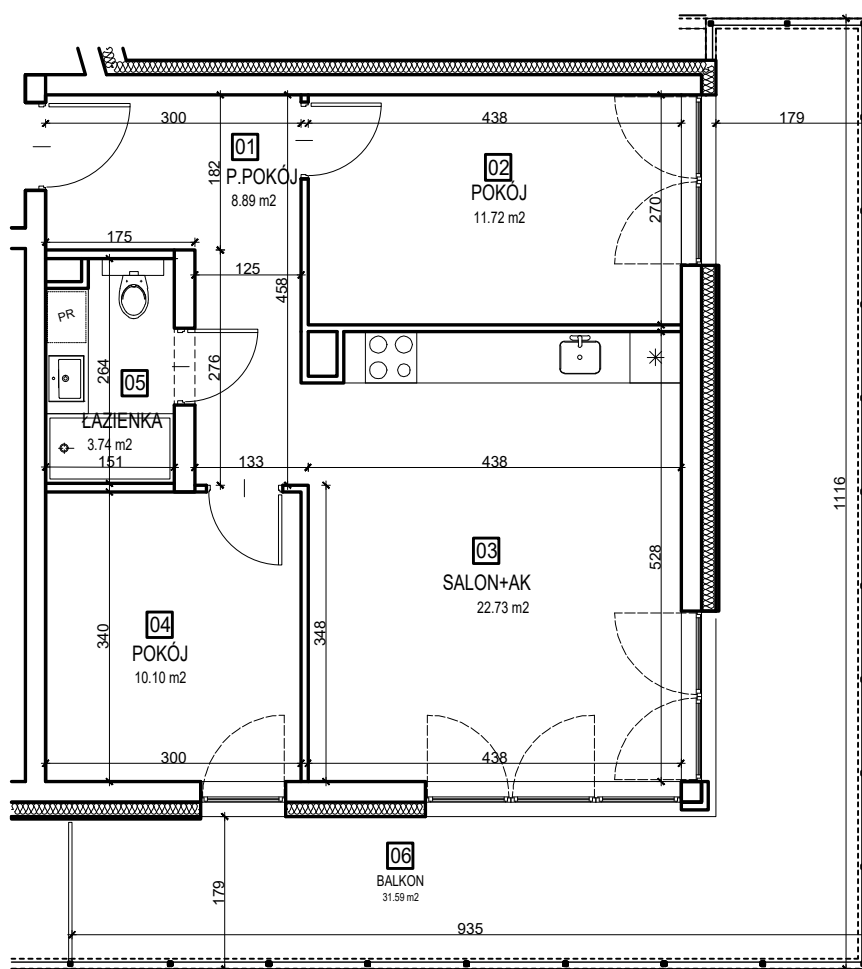 300
438
179
01
P.POKÓJ
8.89 m2
182
02
POKÓJ
11.72 m2
270
175
125
458
PR
276
264
05
ŁAZIENKA
3.74 m2
151
133
438
1116
03
SALON+AK
22.73 m2
528
04
POKÓJ
10.10 m2
340
348
300
438
06
BALKON
31.59 m2
179
935